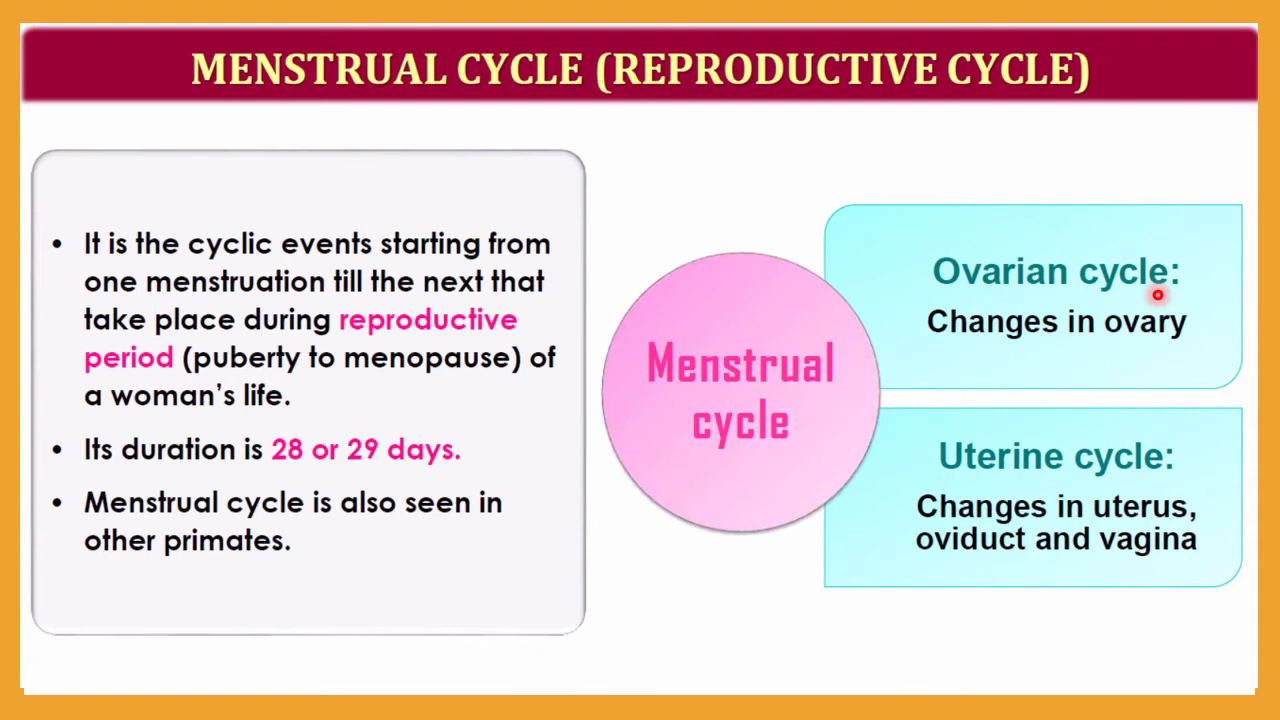 MENSTRUAL CYCLE (REPRODUCTIVE CYCLE)
• It is the cyclic events starting from
one menstruation till the next that
take place during reproductive
period (puberty to menopause) of
a woman’s life.
• Its duration is 28 or 29 days.
• Menstrual cycle is also seen in
other primates.
Menstrual
cycle
Ovarian cycle:
Changes in ovary
Uterine cycle:
Changes in uterus,
oviduct and vagina